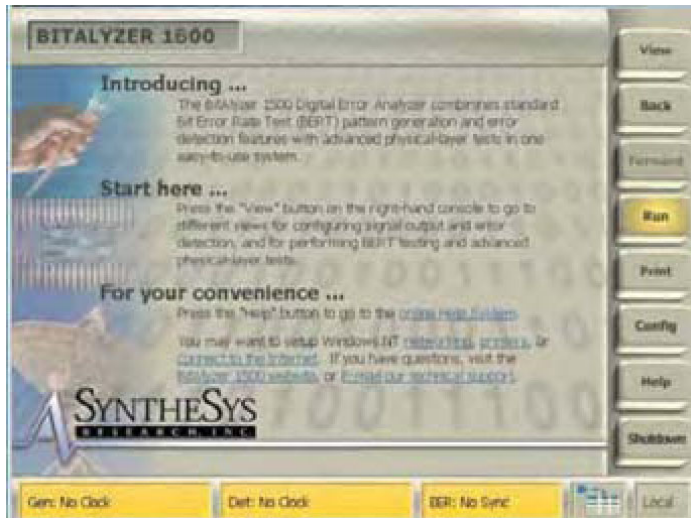 BITALYZER 1600
Introducing ...
The BitAlyzer 1500 Digital Error Analyzer combines standard
Bit Error Rate Test (BERT) pattern generation and error
detection features with advanced physical-layer tests in one
easy-to-use system.
Start here ...
Press the "View" button on the right-hand console to go to
different views for configuring signal output and error
detection, and for performing BERT testing and advanced
physical-layer tests.
For your convenience ...
Press the "Help" button to go to the online Help System.
You may want to setup Windows NT networking, printers, or
connect to the Internet. If you have questions, visit the
BitAlyzer 1500 website, or E-mail our technical support.
SYNTHESYS
RESEARCH, INC
View
Back
Forward
Run
Print
Config
Help
Shutdown
Gen: No Clock
Det: No Clock
BER: No Sync
Local